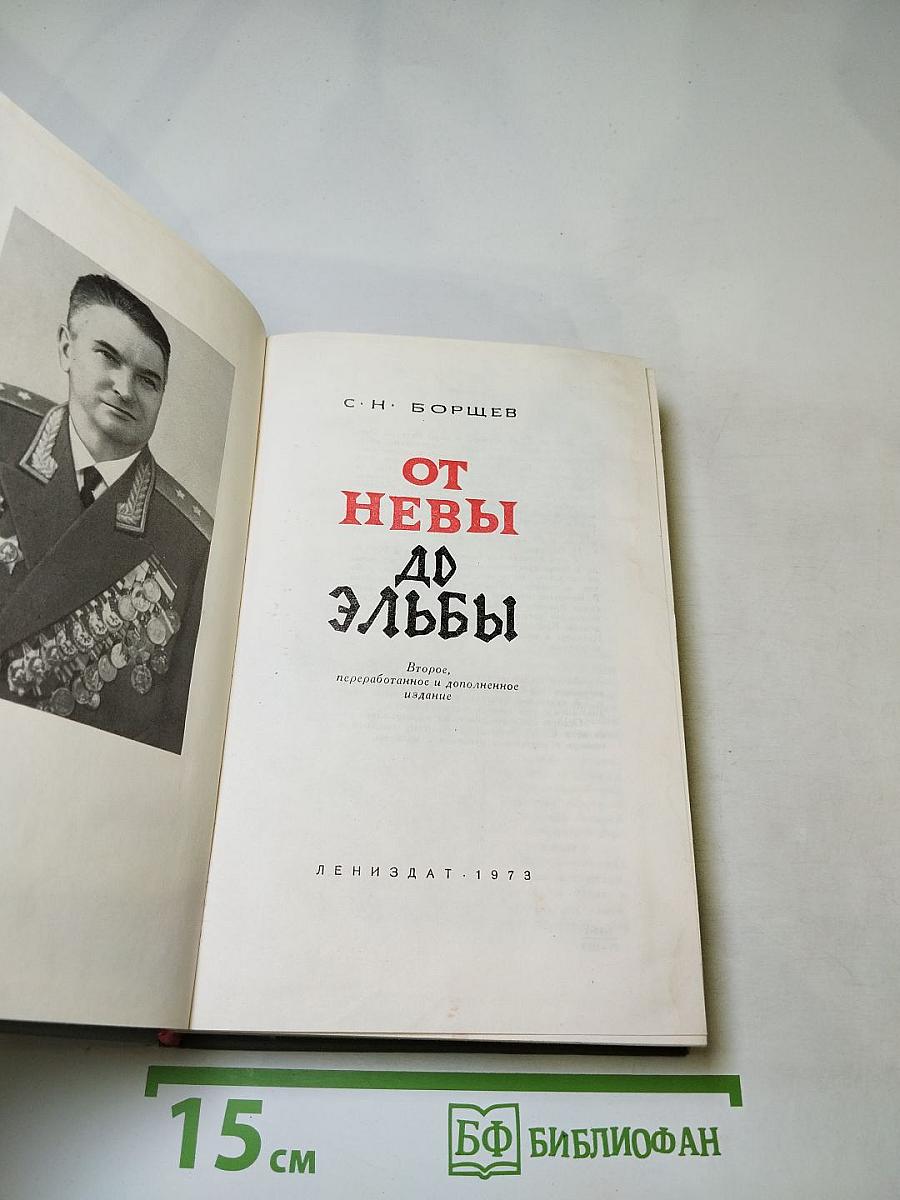 С. Н. БОРЩЕВ
ОТ
НЕВЫ
ДО
ЭЛЬБЫ
Второе,
переработанное и дополненное
издание
ЛЕНИЗДАТ · 1973
15 см
БФ БИБЛИОФАН